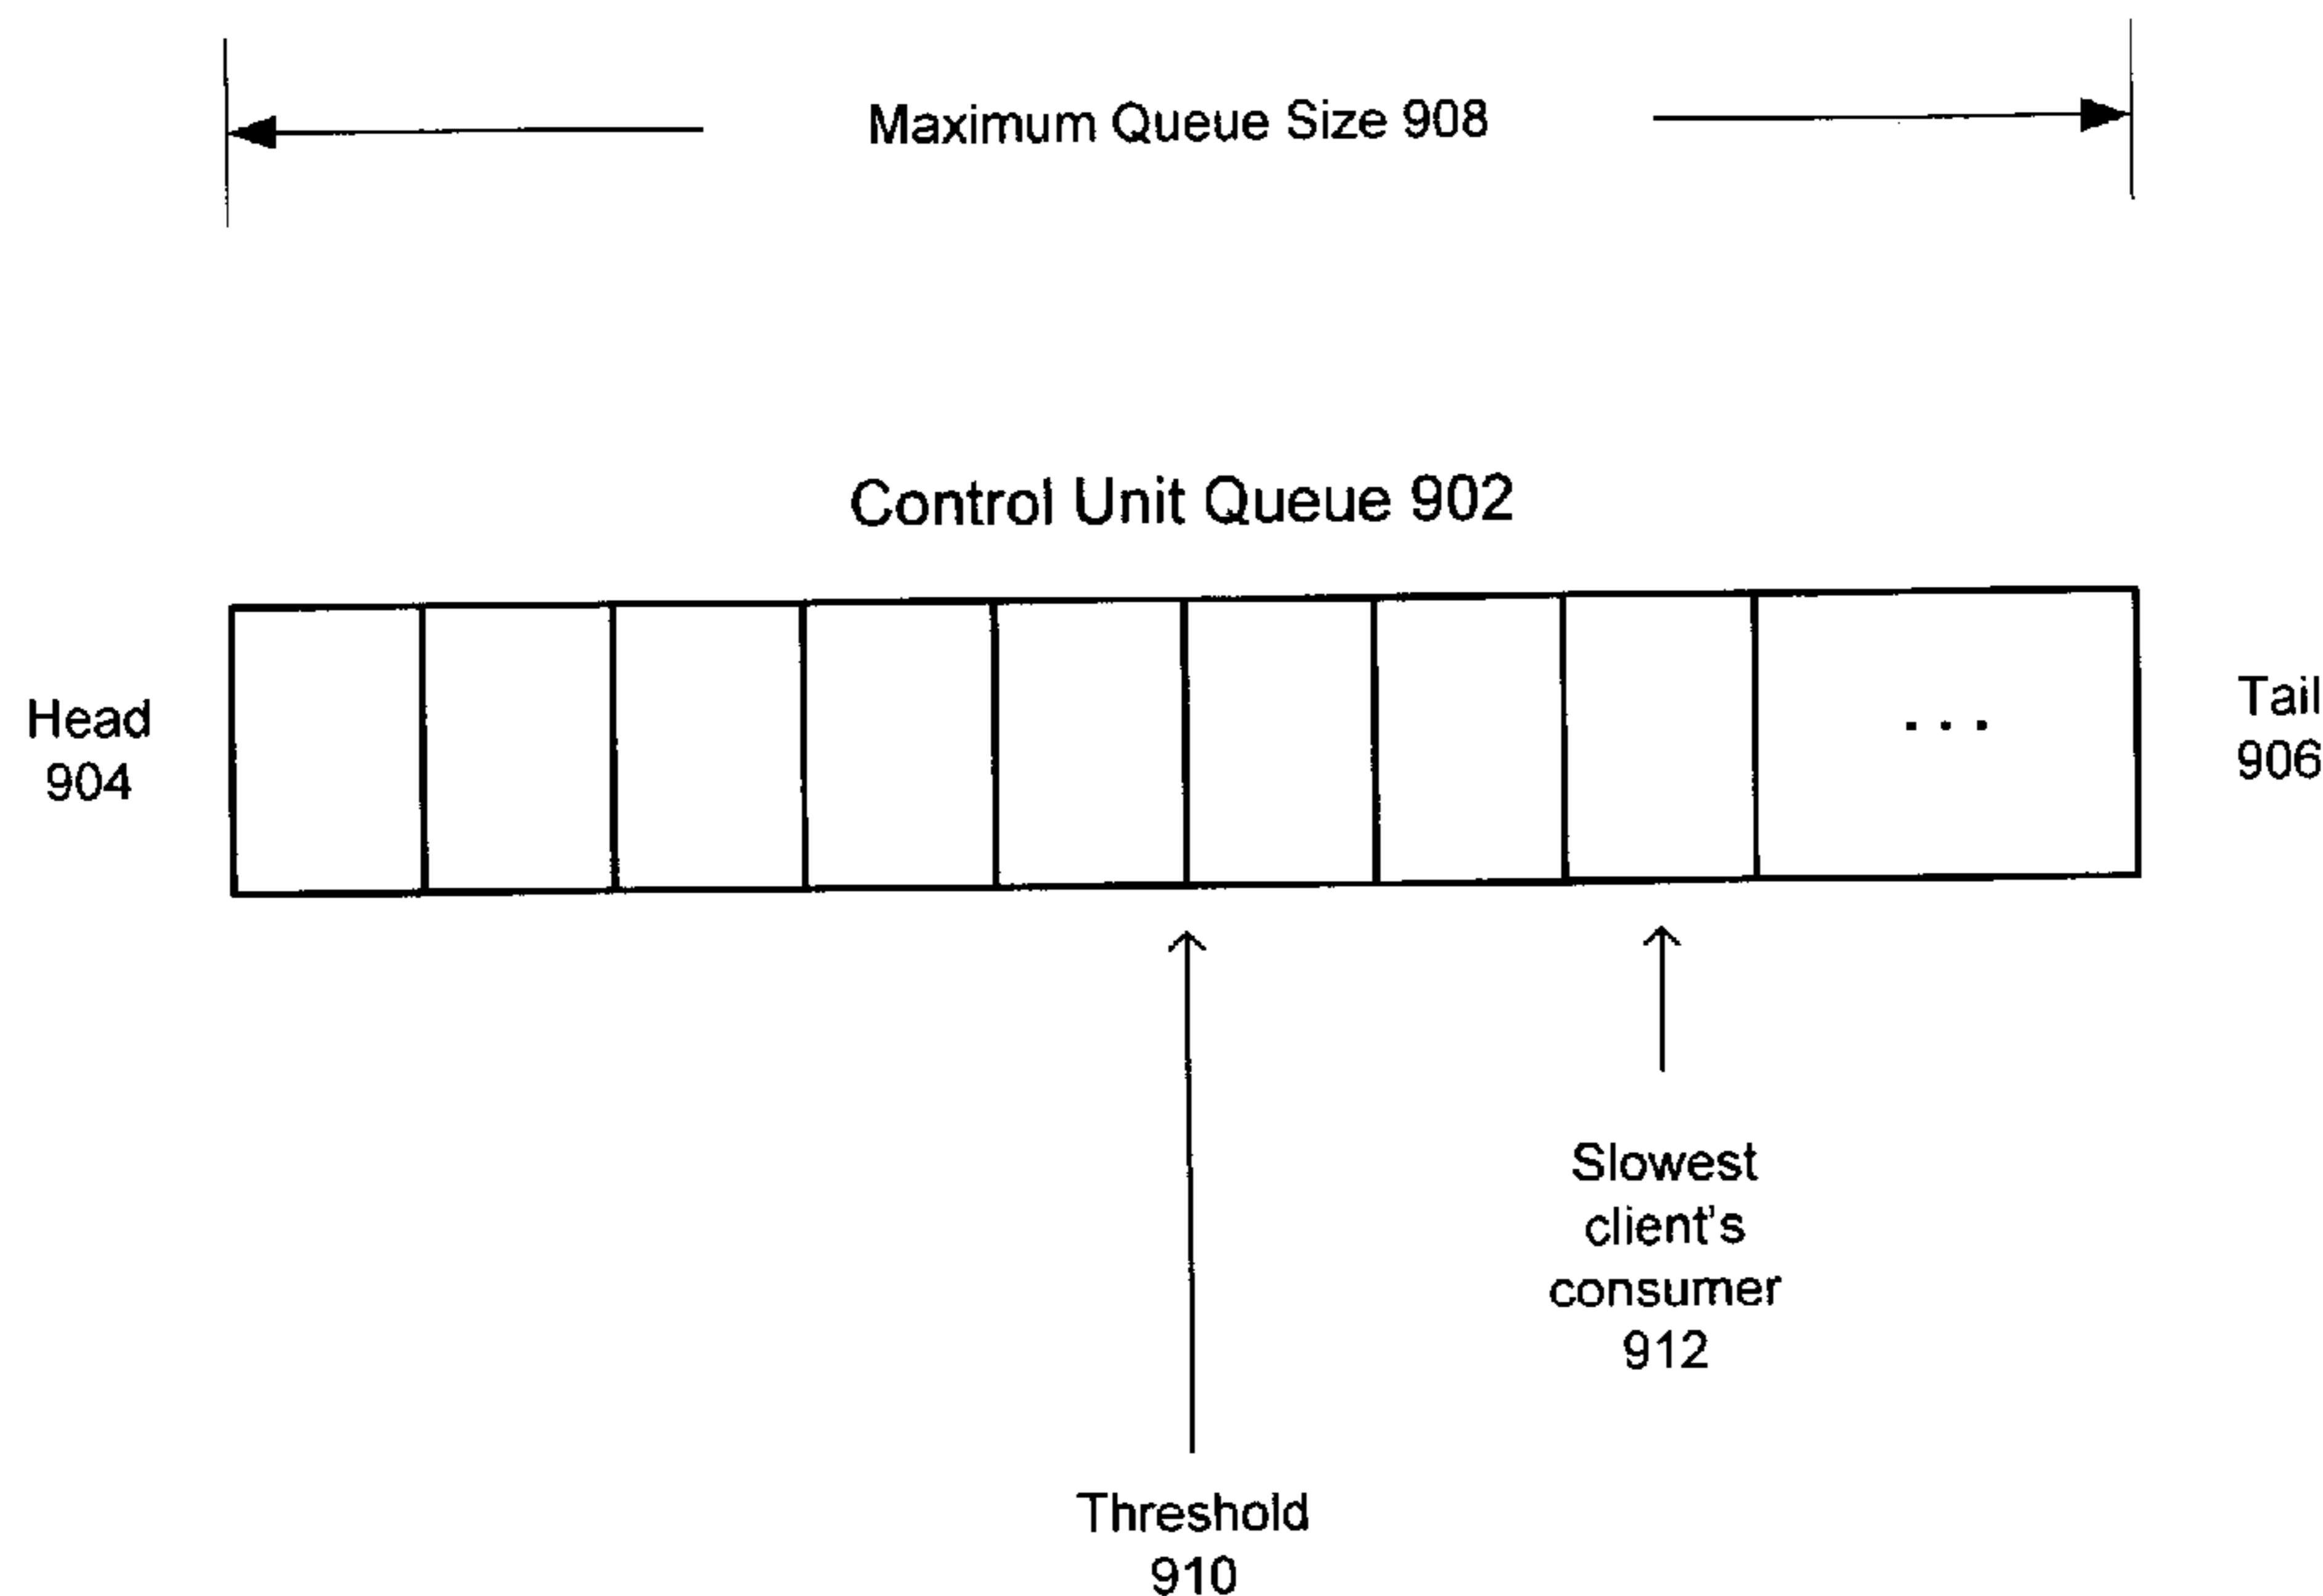 Maximum Queue Size 908
Control Unit Queue 902
Head
904
. . .
Tail
906
Slowest
client's
consumer
912
Threshold
910